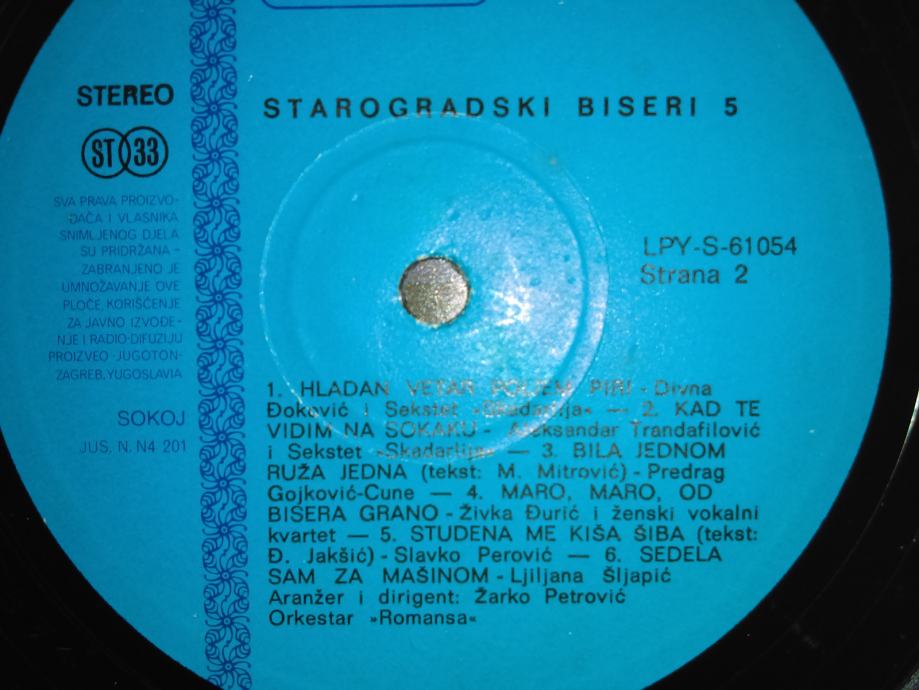 STEREO
ST 33
SVA PRAVA PROIZVO-
ĐAČA I VLASNIKA
SNIMLJENOG DJELA
SU PRIDRŽANA -
ZABRANJENO JE
UMNOŽAVANJE OVE
PLOČE, KORIŠĆENJE
ZA JAVNO IZVOĐE-
NJE I RADIO-DIFUZIJU
PROIZVEO -JUGOTON-
ZAGREB, YUGOSLAVIA
SOKOJ
JUS. N. N4 201
STAROGRADSKI BISERI 5
LPY-S-61054
Strana 2
1. HLADAN VETAR POLJEM PIRI - Divna
Đoković i Sekstet »Skadarlija« — 2. KAD TE
VIDIM NA SOKAKU - Aleksandar Trandafilović
i Sekstet »Skadarlija« — 3. BILA JEDNOM
RUŽA JEDNA (tekst: M. Mitrović) - Predrag
Gojković-Cune — 4. MARO, MARO, OD
BISERA GRANO - Živka Đurić i ženski vokalni
kvartet — 5. STUDENA ME KIŠA ŠIBA (tekst:
Đ. Jakšić) - Slavko Perović — 6. SEDELA
SAM ZA MAŠINOM - Ljiljana Šljapić
Aranžer i dirigent: Žarko Petrović
Orkestar »Romansa«